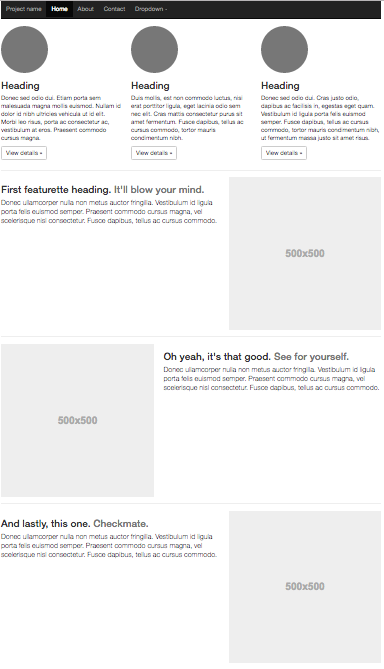 Project name Home About Contact Dropdown
Heading
Donec sed odio dui. Etiam porta sem
malesuada magna mollis euismod. Nullam id
dolor id nibh ultricies vehicula ut id elit.
Morbi leo risus, porta ac consectetur ac,
vestibulum at eros. Praesent commodo
cursus magna.
View details »
Heading
Duis mollis, est non commodo luctus, nisi
erat porttitor ligula, eget lacinia odio sem
nec elit. Cras mattis consectetur purus sit
amet fermentum. Fusce dapibus, tellus ac
cursus commodo, tortor mauris
condimentum nibh.
View details »
Heading
Donec sed odio dui. Cras justo odio,
dapibus ac facilisis in, egestas eget quam.
Vestibulum id ligula porta felis euismod
semper. Fusce dapibus, tellus ac cursus
commodo, tortor mauris condimentum nibh,
ut fermentum massa justo sit amet risus.
View details »
First featurette heading. It'll blow your mind.
Donec ullamcorper nulla non metus auctor fringilla. Vestibulum id ligula
porta felis euismod semper. Praesent commodo cursus magna, vel
scelerisque nisl consectetur. Fusce dapibus, tellus ac commodo.
500x500
500x500
Oh yeah, it's that good. See for yourself.
Donec ullamcorper nulla non metus auctor fringilla. Vestibulum id ligula
porta felis euismod semper. Praesent commodo cursus magna, vel
scelerisque nisl consectetur. Fusce dapibus, tellus ac commodo.
And lastly, this one. Checkmate.
Donec ullamcorper nulla non metus auctor fringilla. Vestibulum id ligula
porta felis euismod semper. Praesent commodo cursus magna, vel
scelerisque nisl consectetur. Fusce dapibus, tellus ac commodo.
500x500